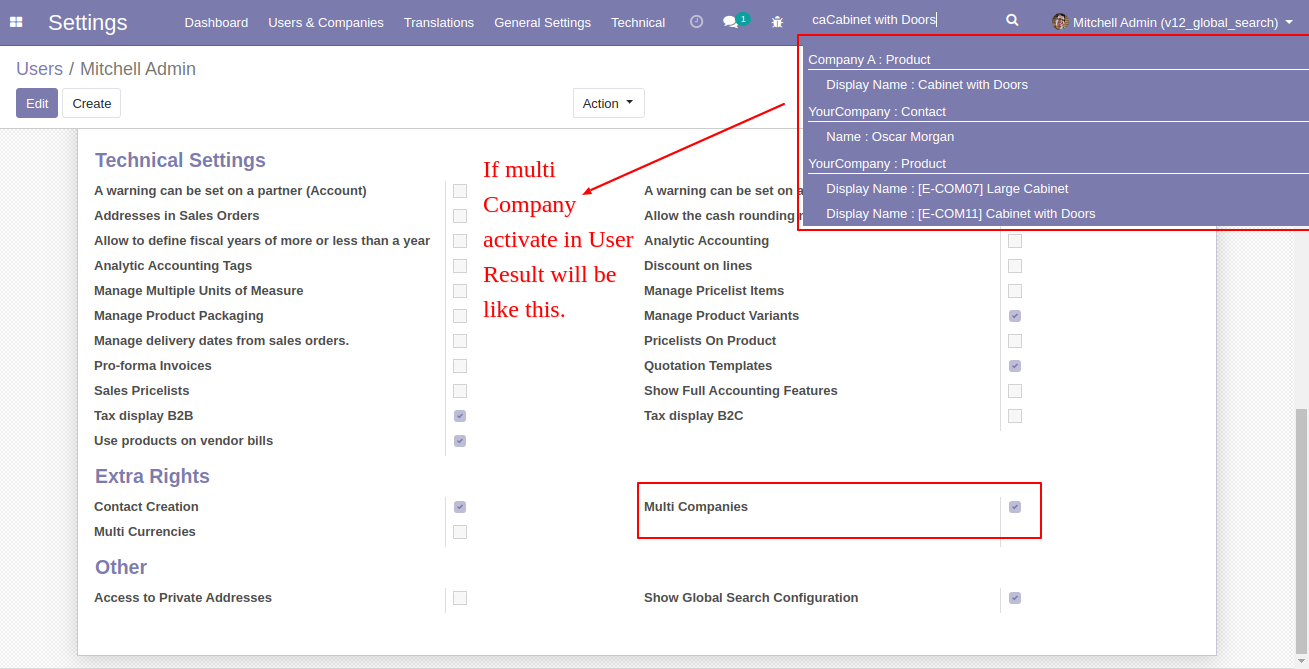 Settings Dashboard Users & Companies Translations General Settings Technical 1 caCabinet with Doors Mitchell Admin (v12_global_search)
Users / Mitchell Admin
Edit Create Action
Company A : Product
Display Name : Cabinet with Doors
YourCompany : Contact
Name : Oscar Morgan
YourCompany : Product
Display Name : [E-COM07] Large Cabinet
Display Name : [E-COM11] Cabinet with Doors
If multi
Company
activate in User
Result will be
like this.
Technical Settings
A warning can be set on a partner (Account) A warning can be set on a
Addresses in Sales Orders Allow the cash rounding
Allow to define fiscal years of more or less than a year Analytic Accounting
Analytic Accounting Tags Discount on lines
Manage Multiple Units of Measure Manage Pricelist Items
Manage Product Packaging Manage Product Variants
Manage delivery dates from sales orders. Pricelists On Product
Pro-forma Invoices Quotation Templates
Sales Pricelists Show Full Accounting Features
Tax display B2B Tax display B2C
Use products on vendor bills
Extra Rights
Contact Creation Multi Companies
Multi Currencies
Other
Access to Private Addresses Show Global Search Configuration